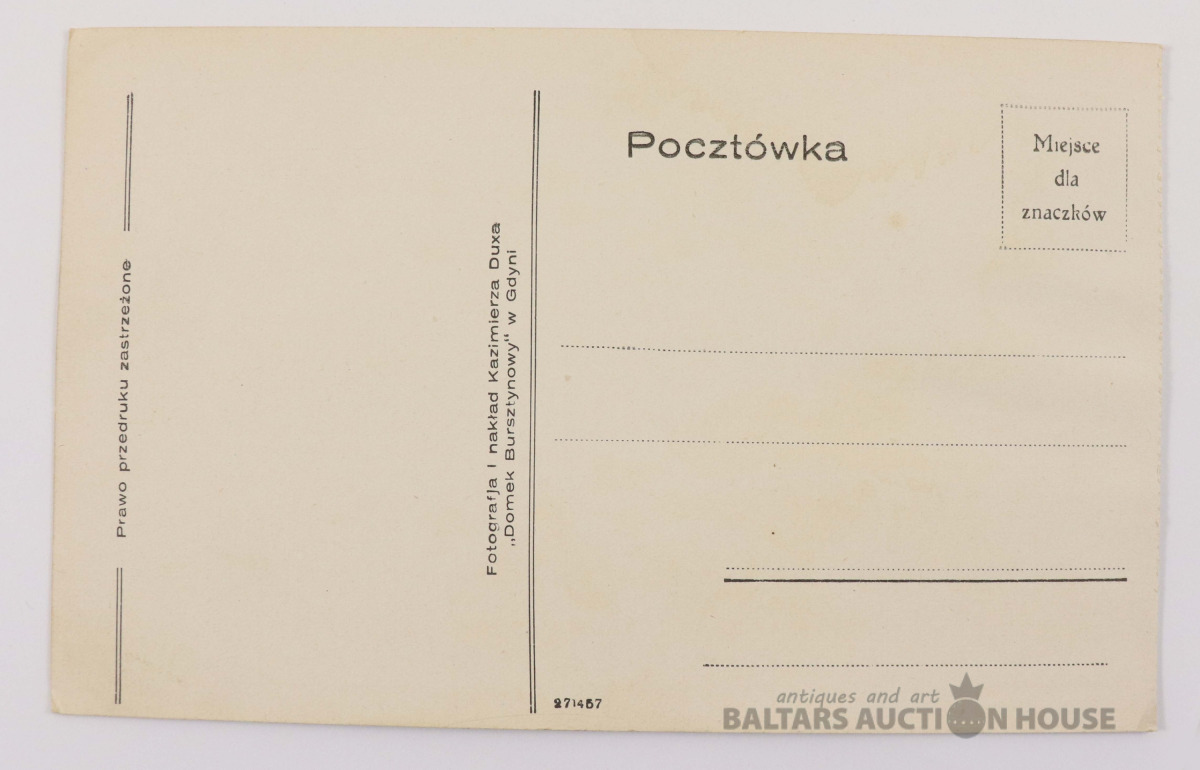 Prawo przedruku zastrzeżone
Fotografja i nakład Kazimierza Duxa
„Domek Bursztynowy“ w Gdyni
Pocztówka
Miejsce
dla
znaczków
271457
antiques and art
BALTARS AUCTION HOUSE